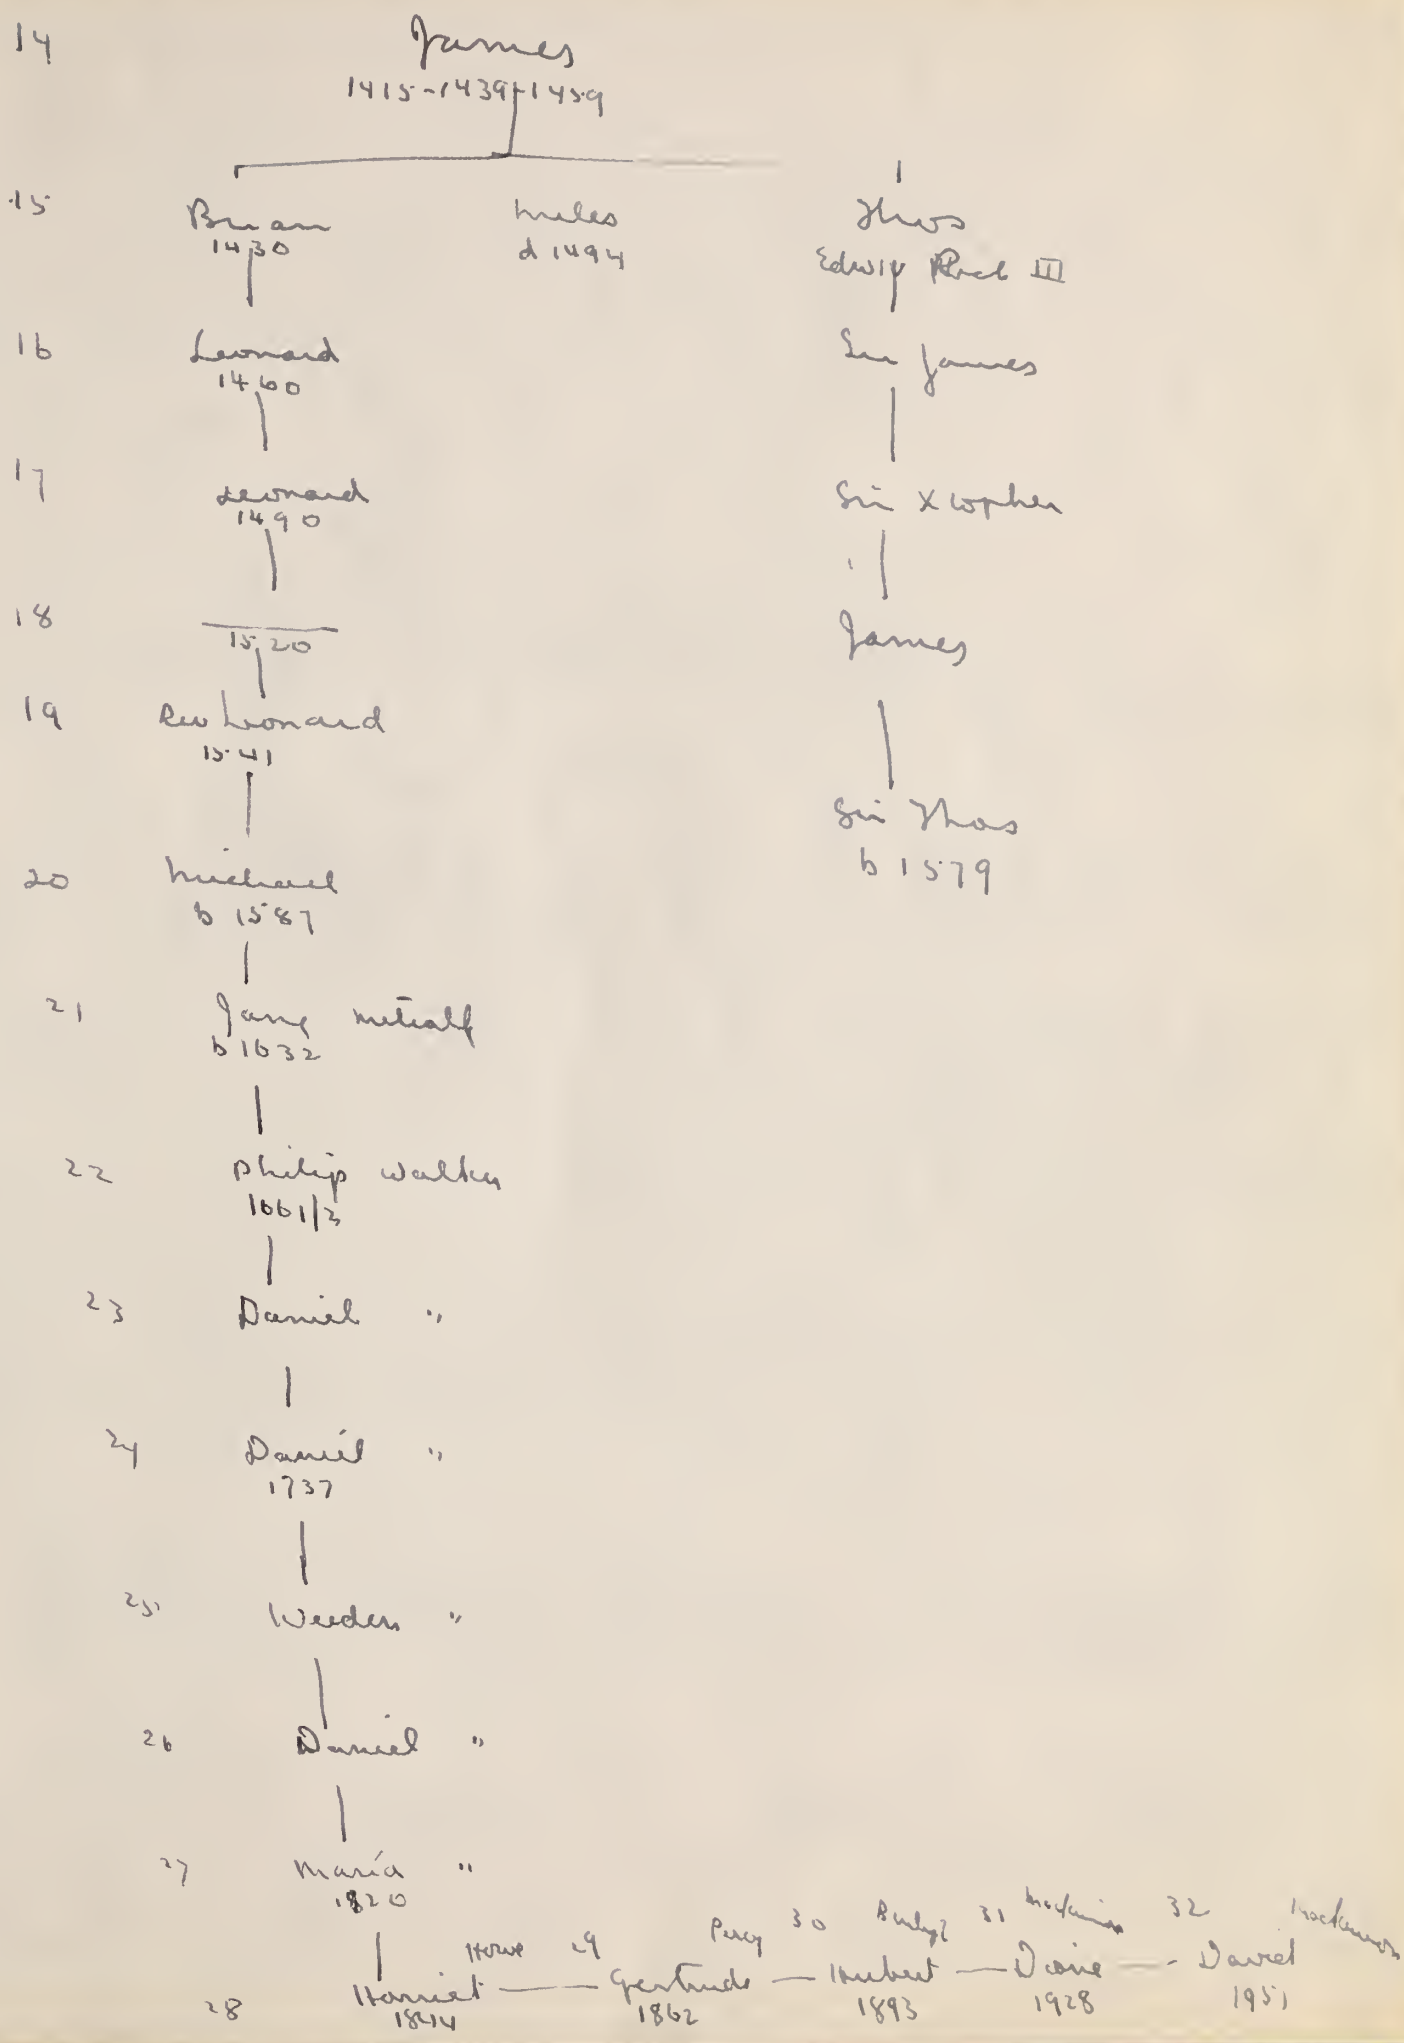 14 James
1415-1439-1459
15 Brian Miles Thos
1430 d 1494 Edw IV Rich III
16 Leonard Sir James
1460
17 Leonard Sir Xtopher
1490
18
1520 James
19 Rev Leonard
1541
Sir Thos
b 1579
20 Michael
b 1587
21 Jane Metcalf
b 1632
22 Philip Walker
1661/3
23 Daniel "
24 Daniel "
1737
25 Weeden "
26 Daniel "
27 Maria "
1820
Howe 29 Percy 30 31 32
28 Harriet Gertrude Hubert Diane David
1844 1862 1893 1928 1951